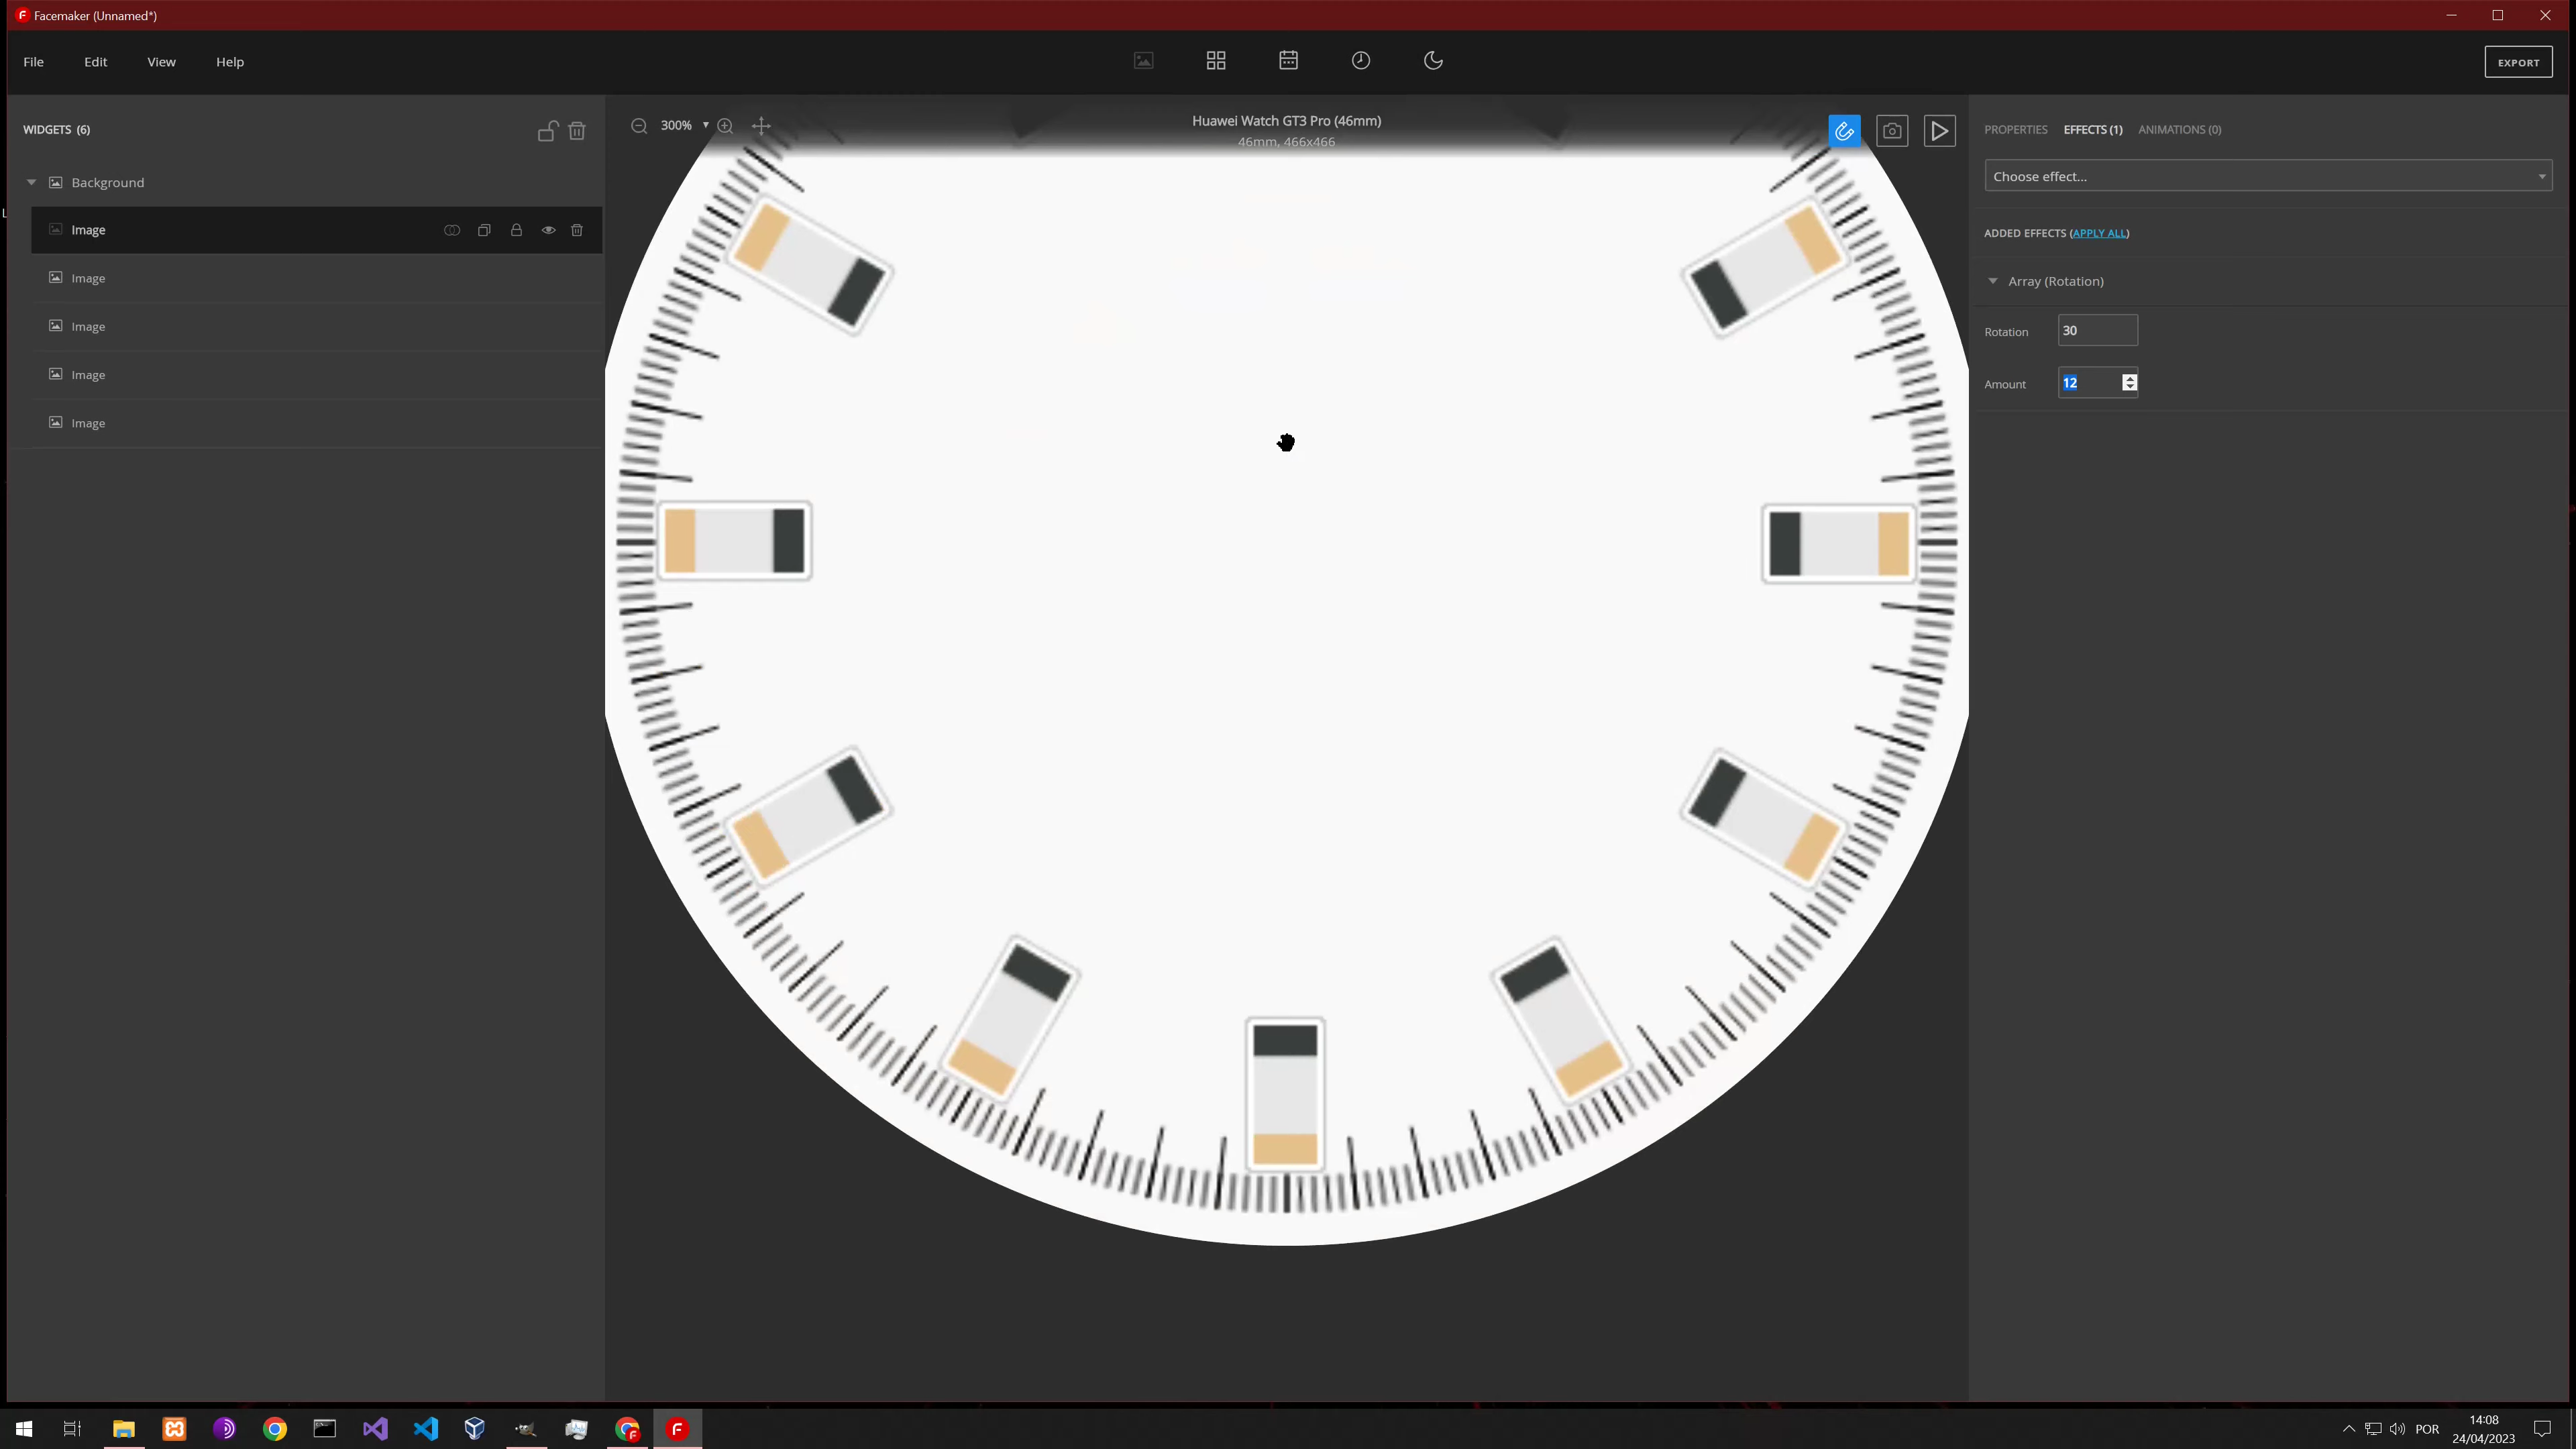 Facemaker (Unnamed*)
File Edit View Help
EXPORT
WIDGETS (6)
Background
Image
Image
Image
Image
Image
300%
Huawei Watch GT3 Pro (46mm)
46mm, 466x466
PROPERTIES EFFECTS (1) ANIMATIONS (0)
Choose effect...
ADDED EFFECTS (APPLY ALL)
Array (Rotation)
Rotation 30
Amount 12
POR
14:08
24/04/2023